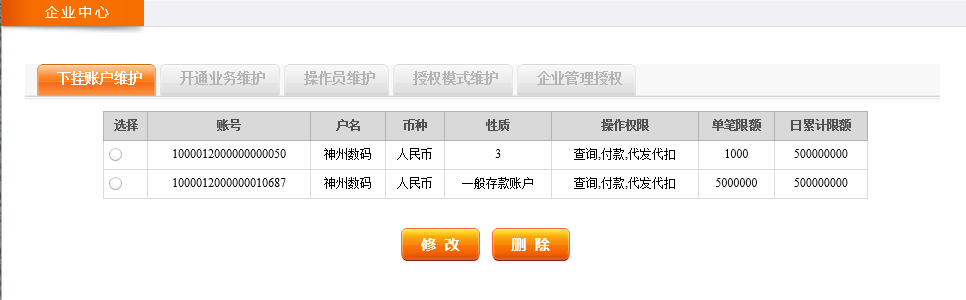 企业中心
下挂账户维护 开通业务维护 操作员维护 授权模式维护 企业管理授权
选择 账号 户名 币种 性质 操作权限 单笔限额 日累计限额
1000012000000000050 神州数码 人民币 3 查询,付款,代发代扣 1000 500000000
1000012000000010687 神州数码 人民币 一般存款账户 查询,付款,代发代扣 5000000 500000000
修 改 删 除